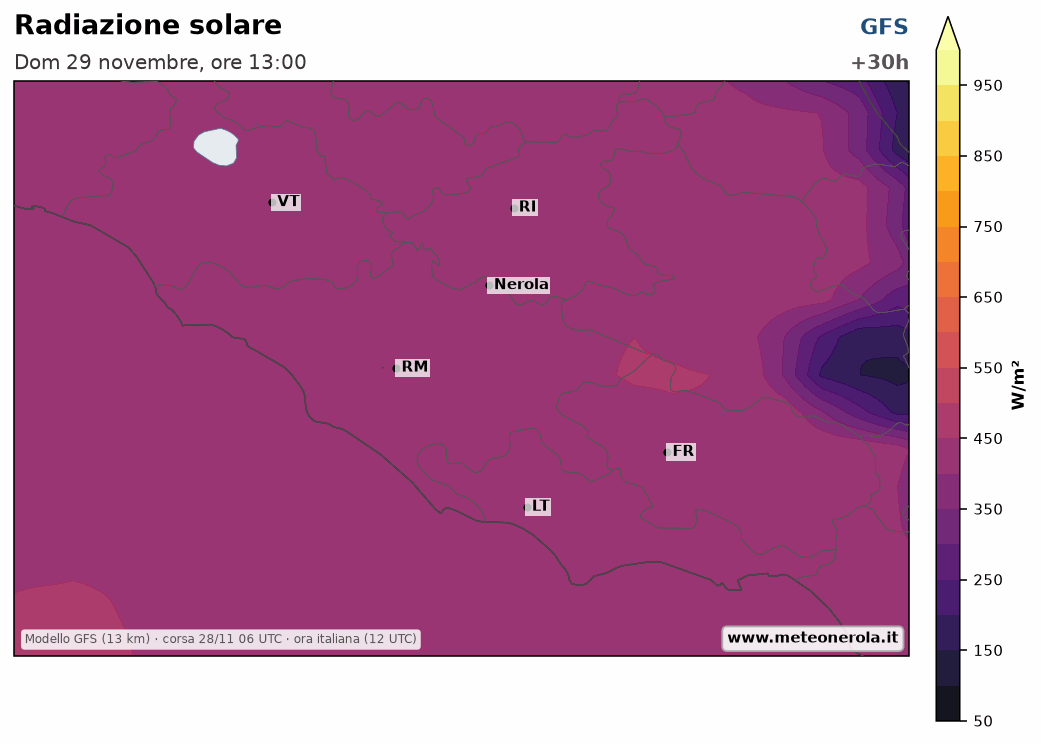 Radiazione solare
GFS
Dom 29 novembre, ore 13:00
+30h
VT
RI
Nerola
RM
FR
LT
Modello GFS (13 km) · corsa 28/11 06 UTC · ora italiana (12 UTC)
www.meteonerola.it
950
850
750
650
550
450
350
250
150
50
W/m²